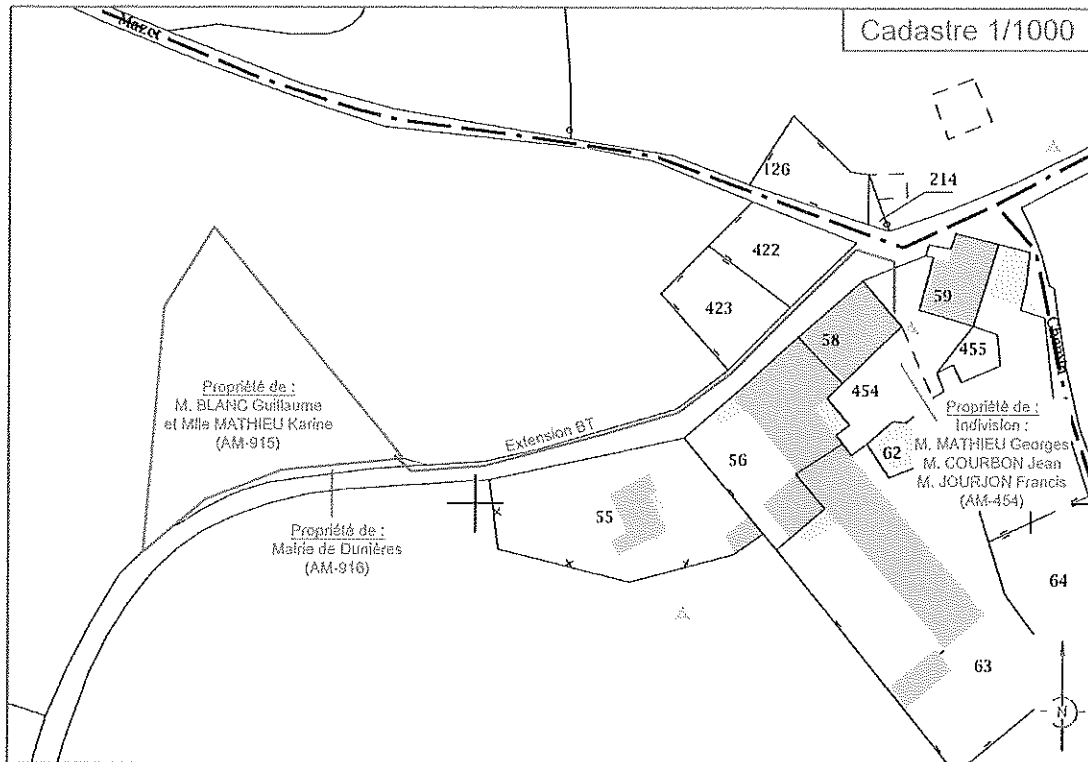 Cadastre 1/1000
Mazet
126
214
422
423
59
58
455
454
Propriété de :
M. BLANC Guillaume
et Mlle MATHIEU Karine
(AM-915)
Extension BT
Propriété de :
Indivision :
M. MATHIEU Georges
M. COURBON Jean
M. JOURJON Francis
(AM-454)
62
56
55
Propriété de :
Mairie de Dunières
(AM-916)
64
63
N